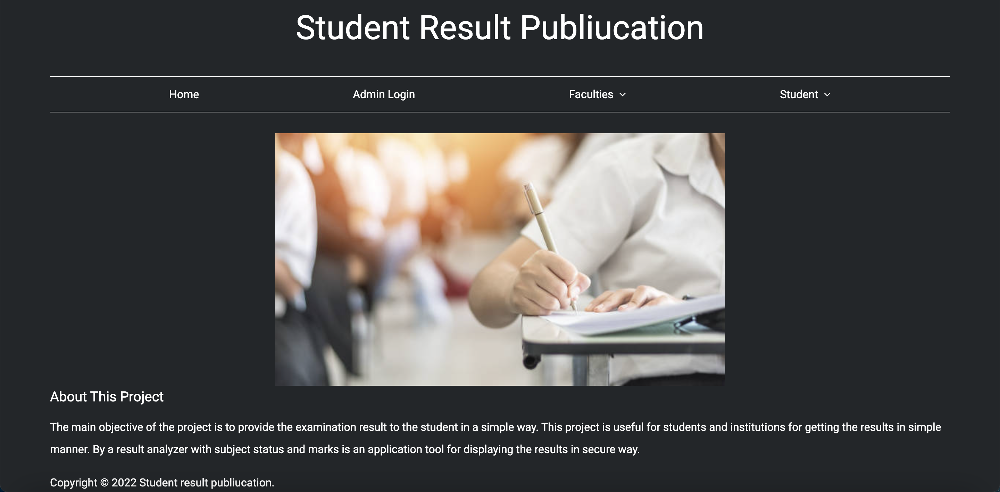 Student Result Publiucation
Home
Admin Login
Faculties
Student
About This Project
The main objective of the project is to provide the examination result to the student in a simple way. This project is useful for students and institutions for getting the results in simple
manner. By a result analyzer with subject status and marks is an application tool for displaying the results in secure way.
Copyright © 2022 Student result publiucation.